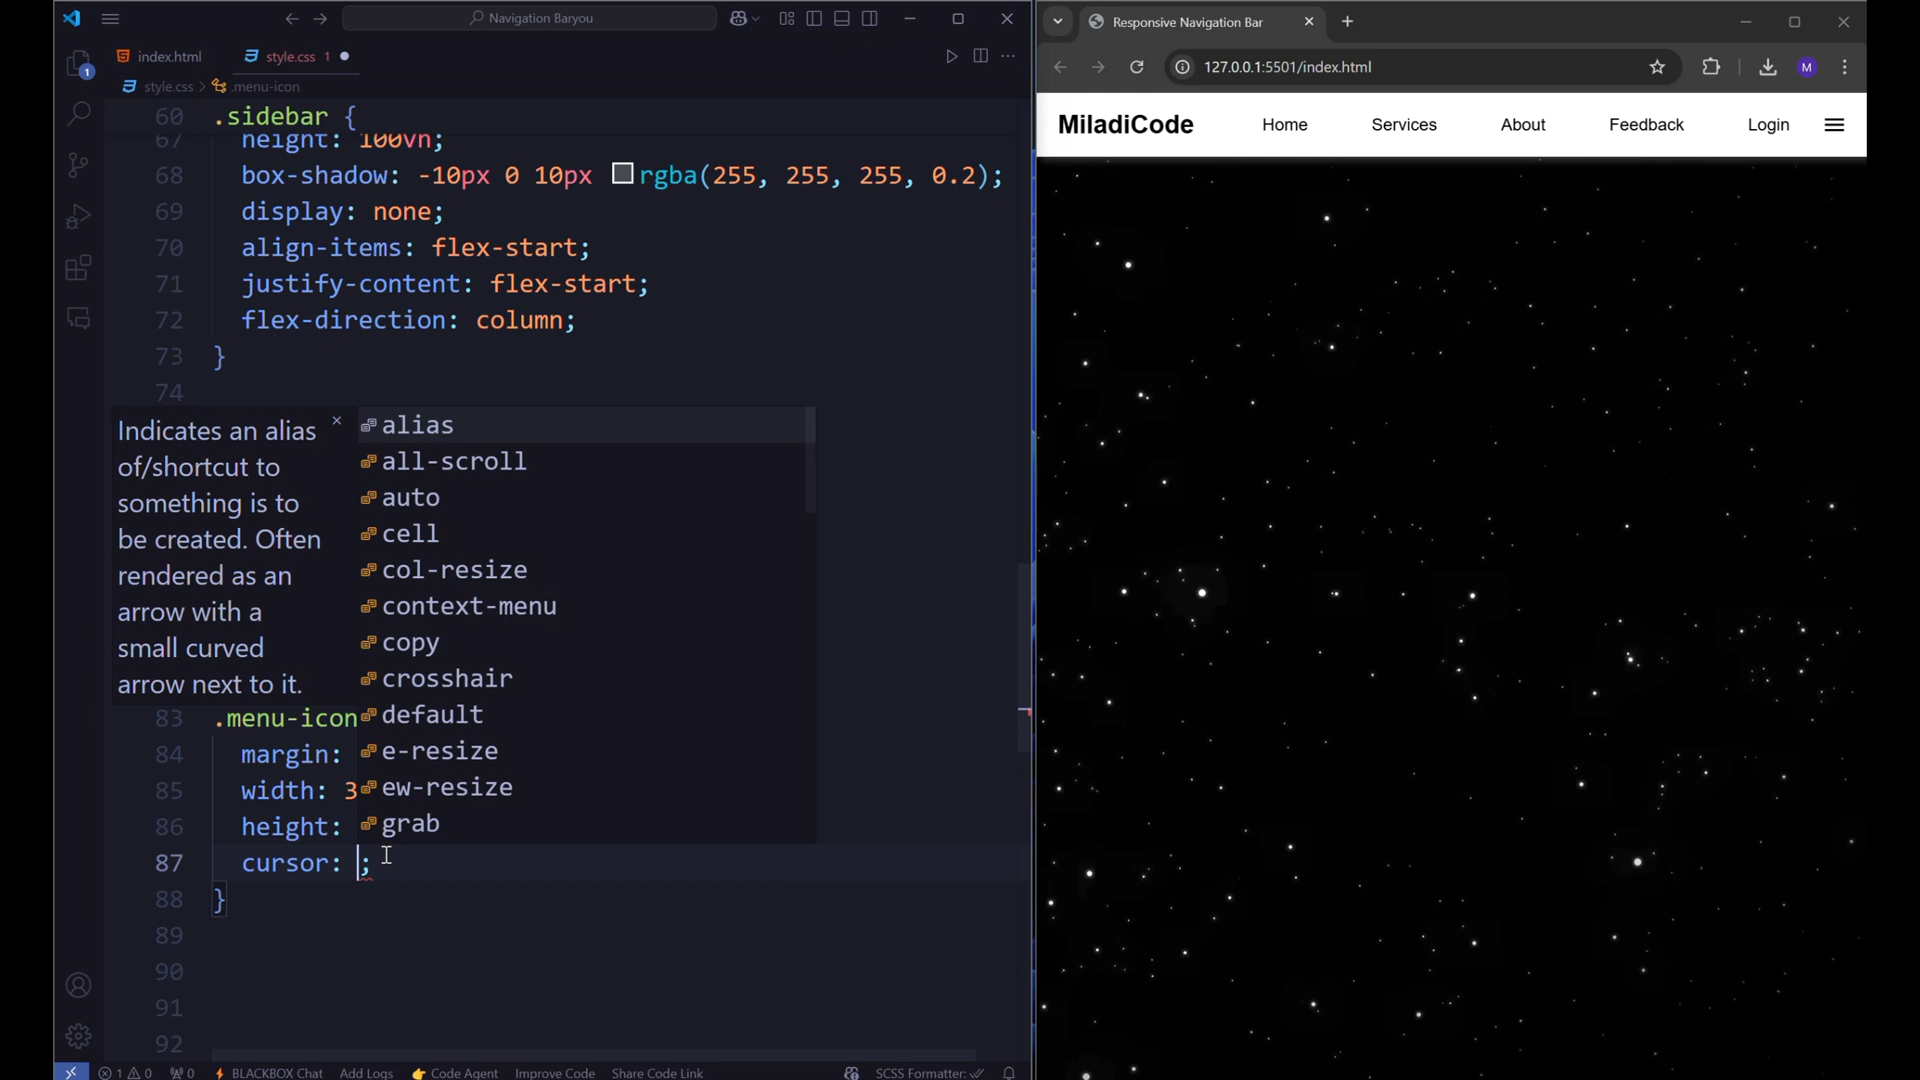 Navigation Baryou
index.html
style.css 1
style.css > .menu-icon
60 .sidebar {
67 height: 100vh;
68 box-shadow: -10px 0 10px rgba(255, 255, 255, 0.2);
69 display: none;
70 align-items: flex-start;
71 justify-content: flex-start;
72 flex-direction: column;
73 }
74
Indicates an alias
of/shortcut to
something is to
be created. Often
rendered as an
arrow with a
small curved
arrow next to it.
alias
all-scroll
auto
cell
col-resize
context-menu
copy
crosshair
default
e-resize
ew-resize
grab
83 .menu-icon
84 margin:
85 width: 3
86 height:
87 cursor: ;
88 }
89
90
91
92
1
1 0 0 BLACKBOX Chat Add Logs Code Agent Improve Code Share Code Link SCSS Formatter:
Responsive Navigation Bar
127.0.0.1:5501/index.html
M
MiladiCode Home Services About Feedback Login